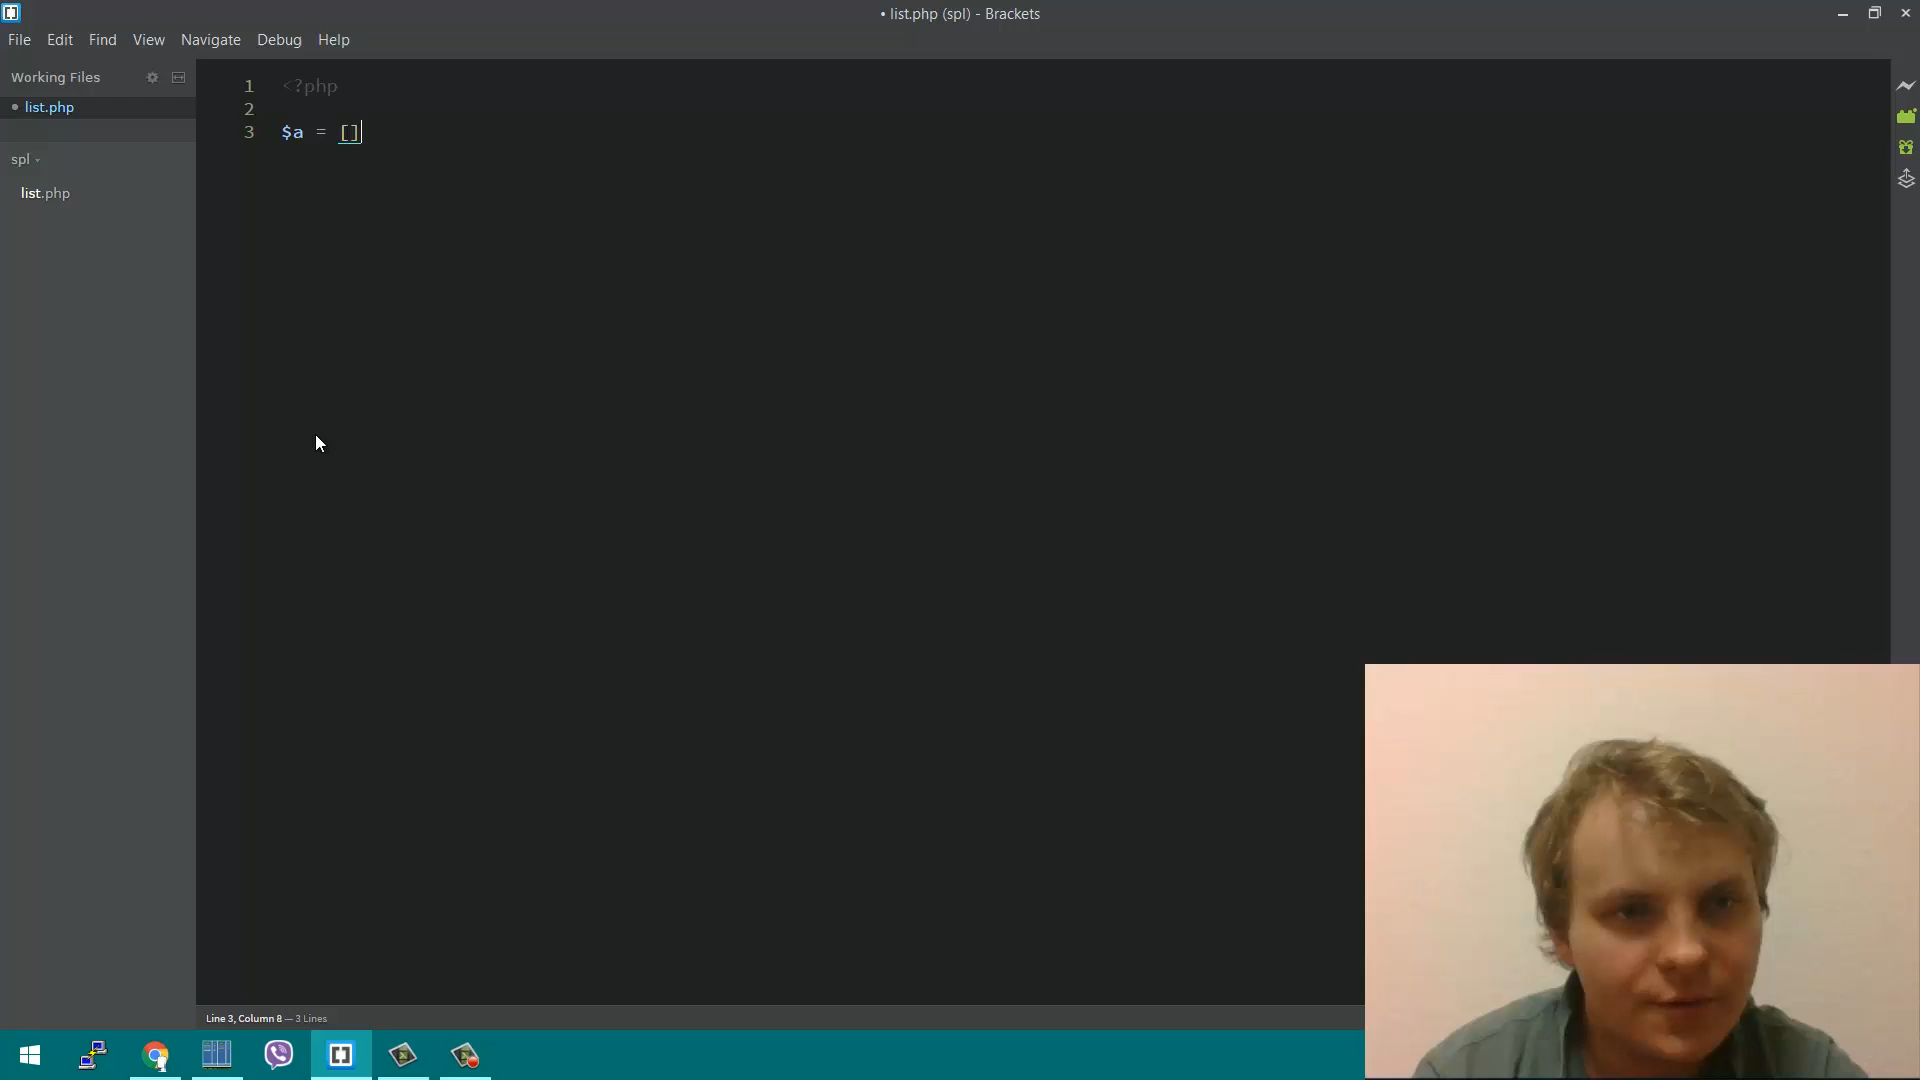 • list.php (spl) - Brackets
File Edit Find View Navigate Debug Help
Working Files
list.php
spl
list.php
1 <?php
2
3 $a = []
Line 3, Column 8 — 3 Lines